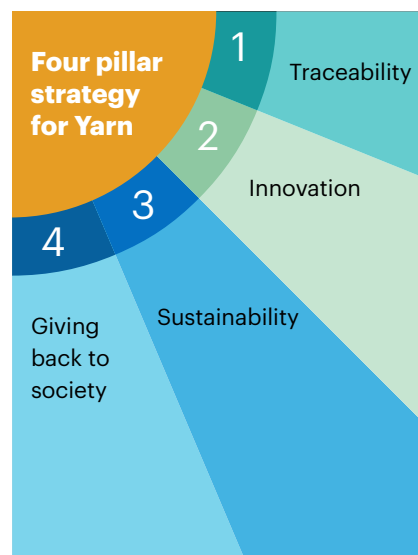 Four pillar
strategy
for Yarn
1
Traceability
2
Innovation
3
Sustainability
4
Giving
back to
society